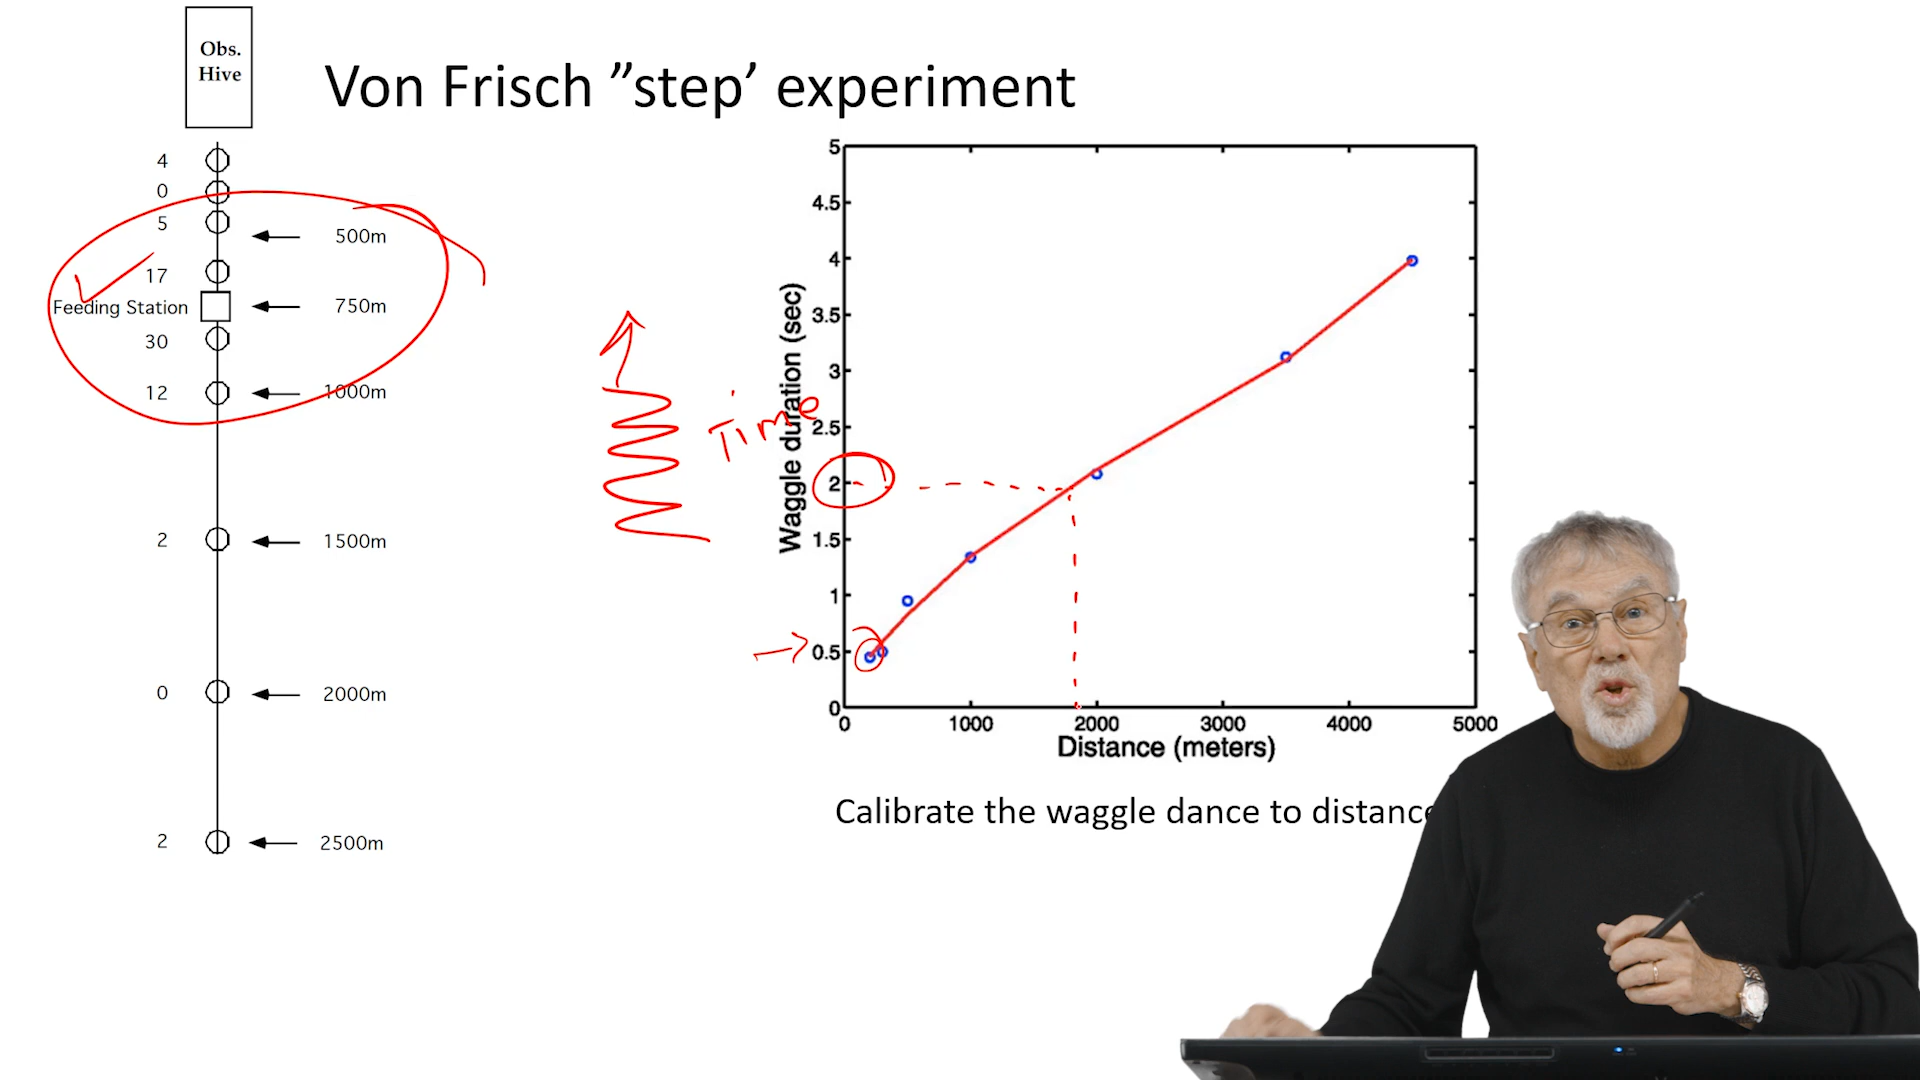 Obs.
Hive
Von Frisch ”step’ experiment
4
0
5
500m
17
Feeding Station
750m
30
12
1000m
2
1500m
0
2000m
2
2500m
Time
Waggle duration (sec)
5
4.5
4
3.5
3
2.5
2
1.5
1
0.5
0
0 1000 2000 3000 4000 5000
Distance (meters)
Calibrate the waggle dance to distance